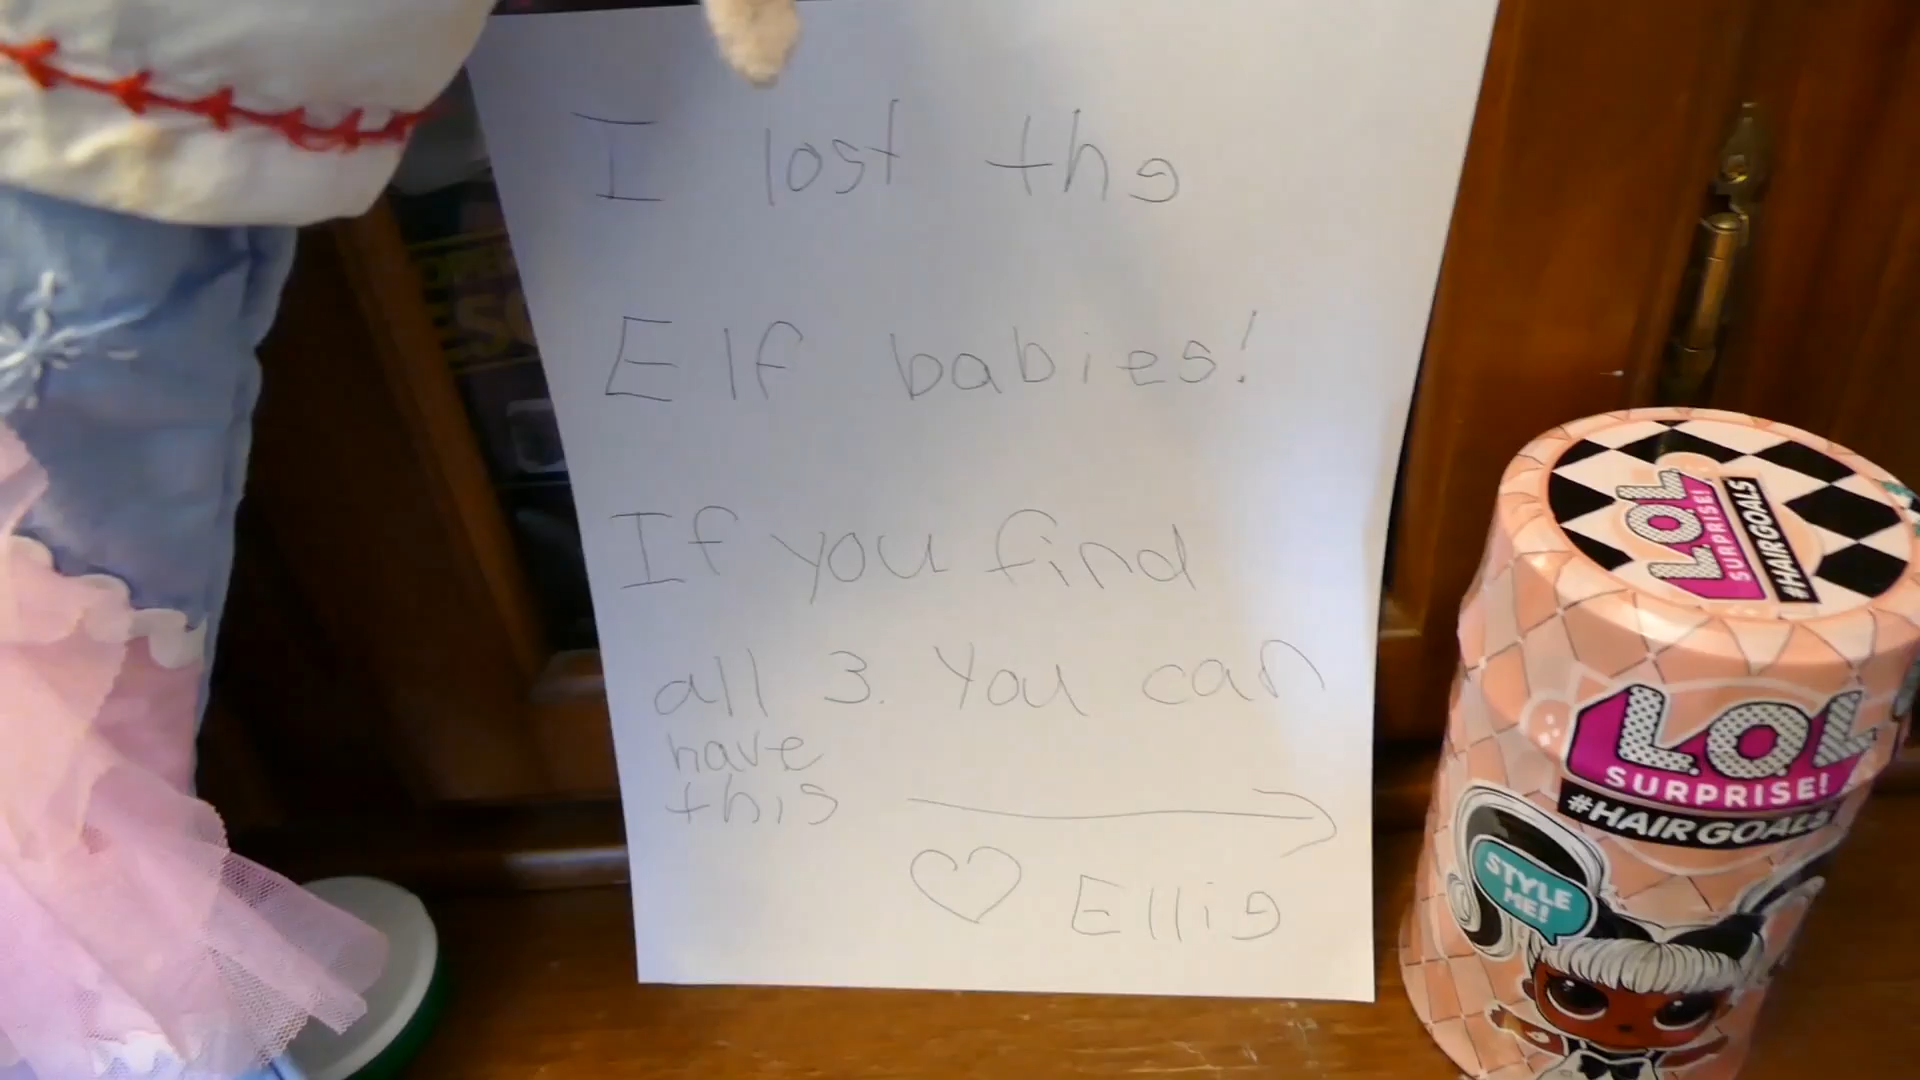 I lost the
Elf babies!
If you find
all 3. You can
have
this
Ellie
L.O.L
SURPRISE!
#HAIRGOALS
L.O.L
SURPRISE!
#HAIRGOALS
STYLE
ME!